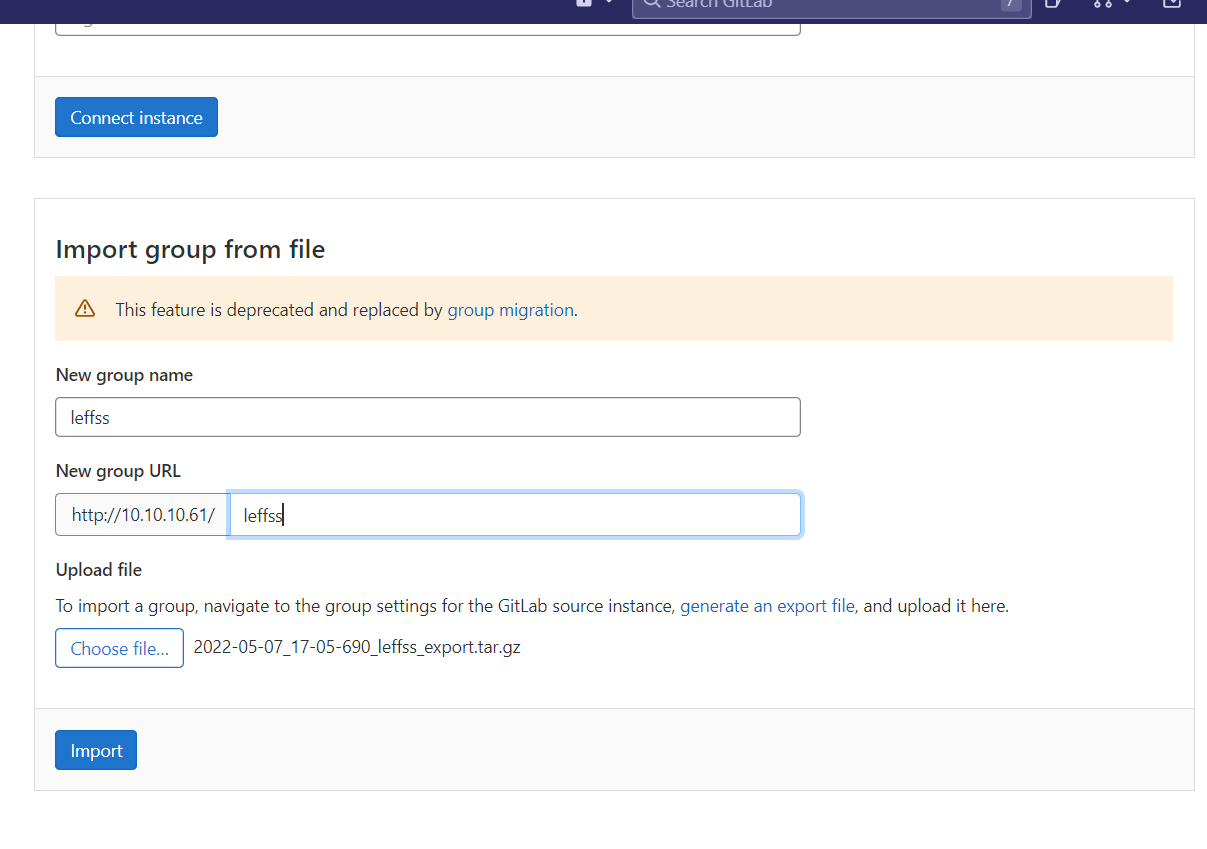 Search GitLab /
Connect instance
Import group from file
This feature is deprecated and replaced by group migration.
New group name
leffss
New group URL
http://10.10.10.61/ leffss
Upload file
To import a group, navigate to the group settings for the GitLab source instance, generate an export file, and upload it here.
Choose file... 2022-05-07_17-05-690_leffss_export.tar.gz
Import